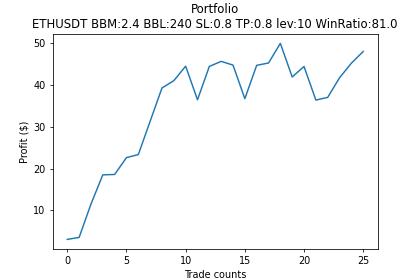 Portfolio
ETHUSDT BBM:2.4 BBL:240 SL:0.8 TP:0.8 lev:10 WinRatio:81.0
50
40
30
20
10
Profit ($)
0 5 10 15 20 25
Trade counts